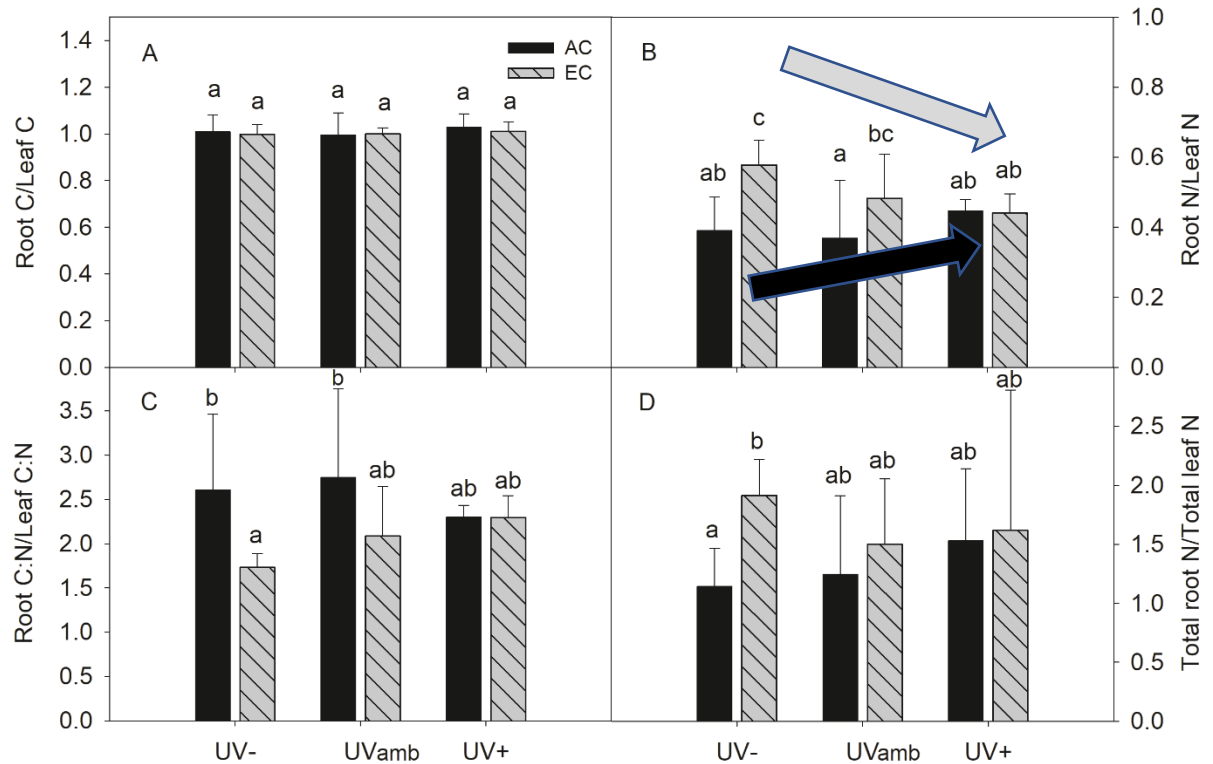 A
AC
EC
1.4
1.2
1.0
0.8
0.6
0.4
0.2
0.0
Root C/Leaf C
a a a a a a
B
1.0
0.8
0.6
0.4
0.2
0.0
Root N/Leaf N
ab c a bc ab ab
C
3.5
3.0
2.5
2.0
1.5
1.0
0.5
0.0
Root C:N/Leaf C:N
b a b ab ab ab
UV- UVamb UV+
D
2.5
2.0
1.5
1.0
0.5
0.0
Total root N/Total leaf N
a b ab ab ab ab
UV- UVamb UV+